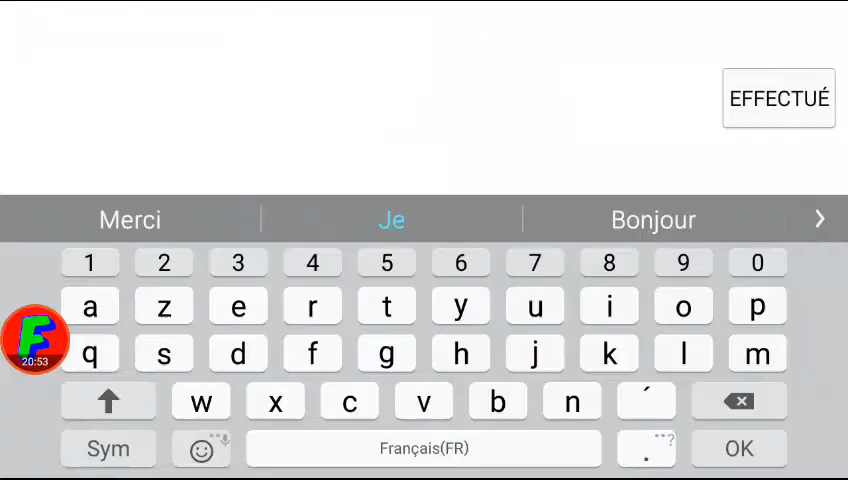 EFFECTUÉ
Merci Je Bonjour
1 2 3 4 5 6 7 8 9 0
a z e r t y u i o p
F
20:53
q s d f g h j k l m
w x c v b n ´
Sym Français(FR) . ? OK